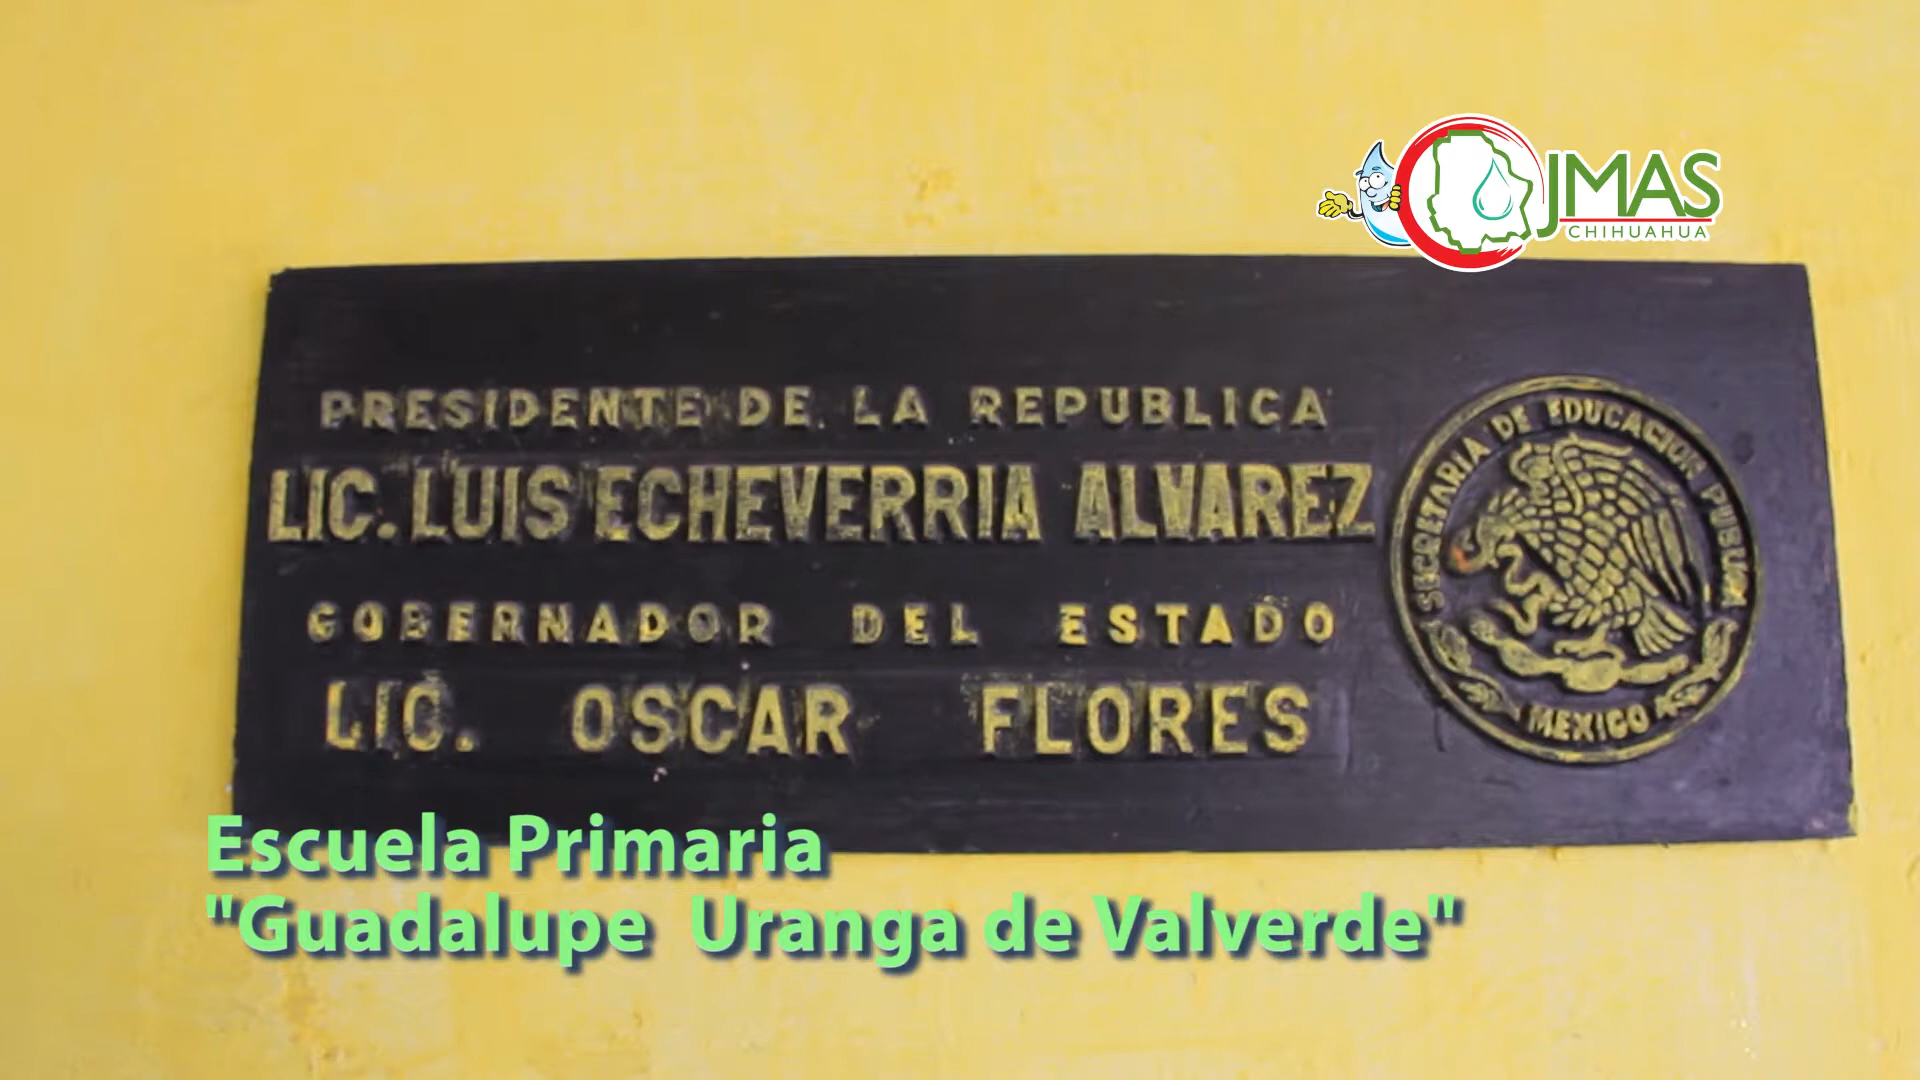 JMAS
CHIHUAHUA
PRESIDENTE DE LA REPUBLICA
LIC. LUIS ECHEVERRIA ALVAREZ
GOBERNADOR DEL ESTADO
LIC. OSCAR FLORES
SECRETARIA DE EDUCACION PUBLICA
MEXICO
Escuela Primaria
"Guadalupe Uranga de Valverde"